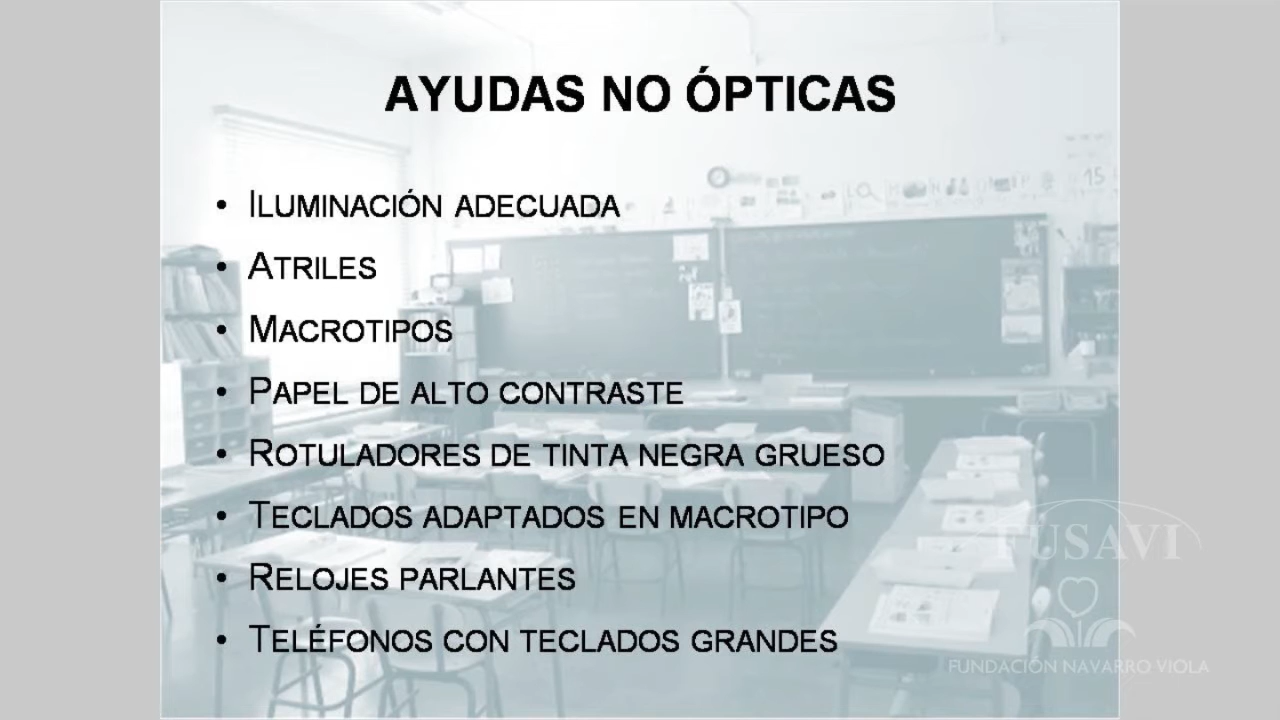 AYUDAS NO ÓPTICAS
• ILUMINACIÓN ADECUADA
• ATRILES
• MACROTIPOS
• PAPEL DE ALTO CONTRASTE
• ROTULADORES DE TINTA NEGRA GRUESO
• TECLADOS ADAPTADOS EN MACROTIPO
• RELOJES PARLANTES
• TELÉFONOS CON TECLADOS GRANDES
FUSAVI
FUNDACIÓN NAVARRO VIOLA